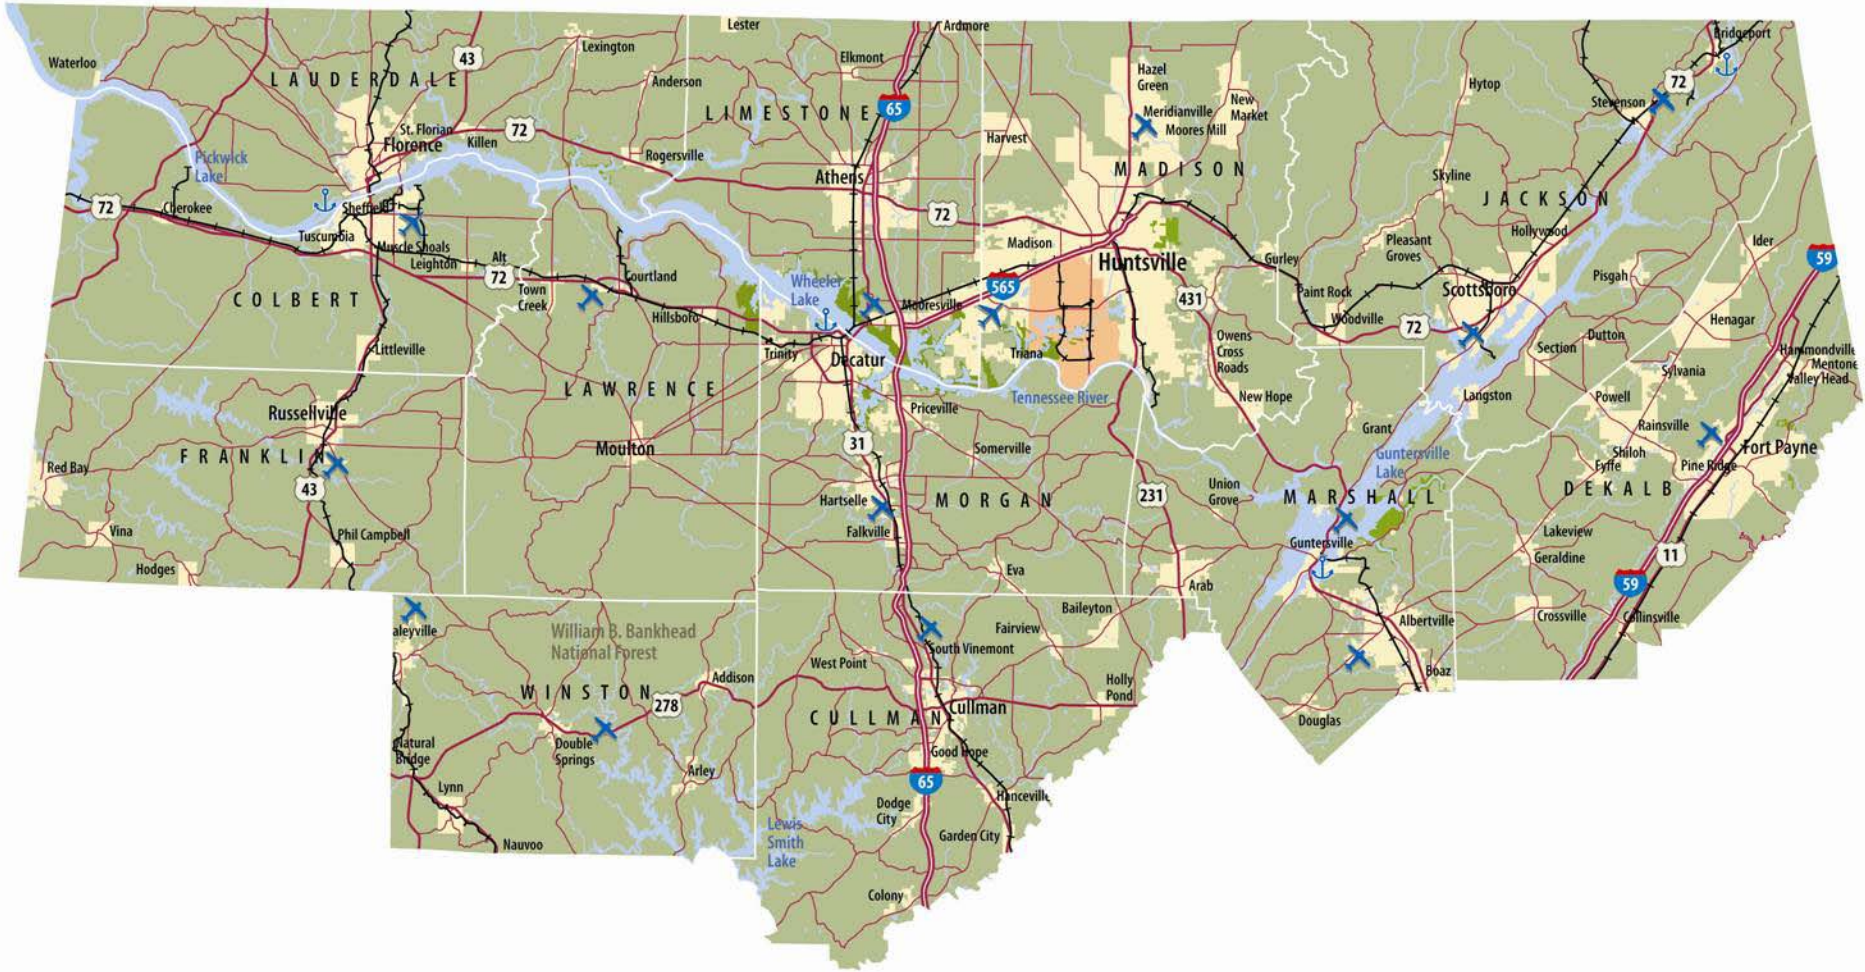 Lester
Ardmore
Bridgeport
Waterloo
Lexington
43
Elkmont
LAUDERDALE
Anderson
Hazel
Green
Hytop
72
Stevenson
LIMESTONE
65
Meridianville
New
Market
Moores Mill
St. Florian
Florence
Killen
72
Harvest
Rogersville
Pickwick
Lake
Athens
MADISON
Skyline
JACKSON
72
Cherokee
Sheffield
72
Hollywood
Tuscumbia
Muscle Shoals
Leighton
Madison
Pleasant
Groves
Ider
Huntsville
Gurley
59
Alt
72
Town
Creek
Courtland
Wheeler
Lake
565
Pisgah
COLBERT
Mooresville
431
Paint Rock
Scottsboro
Hillsboro
Woodville
72
Henagar
Owens
Cross
Roads
Dutton
Littleville
Trinity
Decatur
Triana
Section
Hammondville
Mentone
Valley Head
Sylvania
LAWRENCE
Tennessee River
New Hope
Langston
Powell
Russellville
Priceville
Grant
Rainsville
31
Moulton
Somerville
Fort Payne
FRANKLIN
Red Bay
Guntersville
Lake
Shiloh
Fyffe
Pine Ridge
43
Hartselle
MORGAN
231
Union
Grove
MARSHALL
DEKALB
Vina
Phil Campbell
Falkville
Guntersville
Lakeview
Geraldine
11
Hodges
Eva
Arab
59
Baileyton
aleyville
William B. Bankhead
National Forest
Fairview
South Vinemont
Albertville
Crossville
Collinsville
West Point
Addison
Holly
Pond
Boaz
WINSTON
278
CULLMAN
Cullman
Douglas
Natural
Bridge
Double
Springs
Good Hope
Arley
65
Lynn
Dodge
City
Hanceville
Lewis
Smith
Lake
Garden City
Nauvoo
Colony